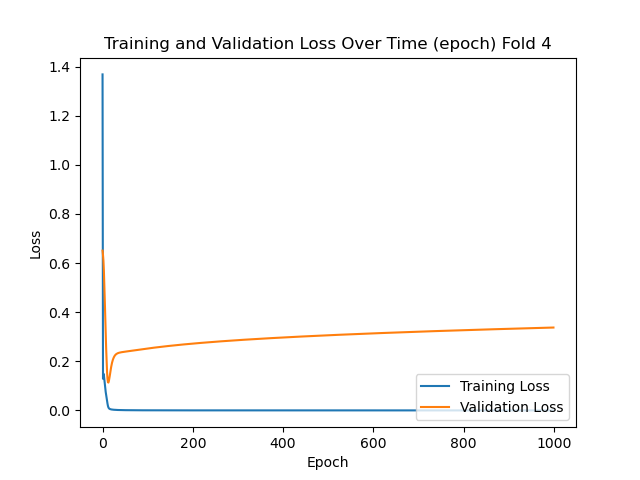 Training and Validation Loss Over Time (epoch) Fold 4
1.4
1.2
1.0
0.8
0.6
0.4
0.2
0.0
Loss
Training Loss
Validation Loss
0 200 400 600 800 1000
Epoch